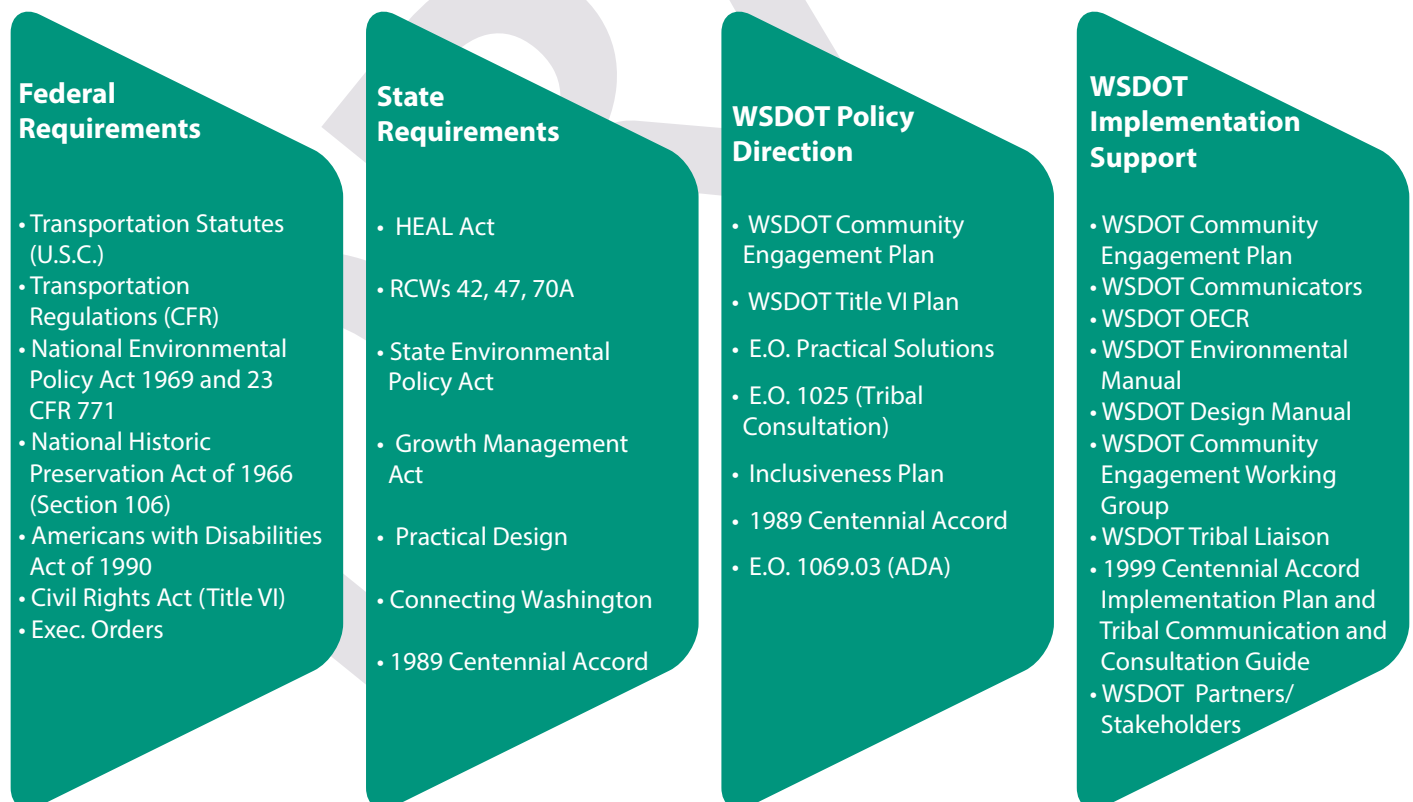 Federal
Requirements
• Transportation Statutes
(U.S.C.)
• Transportation
Regulations (CFR)
• National Environmental
Policy Act 1969 and 23
CFR 771
• National Historic
Preservation Act of 1966
(Section 106)
• Americans with Disabilities
Act of 1990
• Civil Rights Act (Title VI)
• Exec. Orders
State
Requirements
• HEAL Act
• RCWs 42, 47, 70A
• State Environmental
Policy Act
• Growth Management
Act
• Practical Design
• Connecting Washington
• 1989 Centennial Accord
WSDOT Policy
Direction
• WSDOT Community
Engagement Plan
• WSDOT Title VI Plan
• E.O. Practical Solutions
• E.O. 1025 (Tribal
Consultation)
• Inclusiveness Plan
• 1989 Centennial Accord
• E.O. 1069.03 (ADA)
WSDOT
Implementation
Support
• WSDOT Community
Engagement Plan
• WSDOT Communicators
• WSDOT OECR
• WSDOT Environmental
Manual
• WSDOT Design Manual
• WSDOT Community
Engagement Working
Group
• WSDOT Tribal Liaison
• 1999 Centennial Accord
Implementation Plan and
Tribal Communication and
Consultation Guide
• WSDOT Partners/
Stakeholders